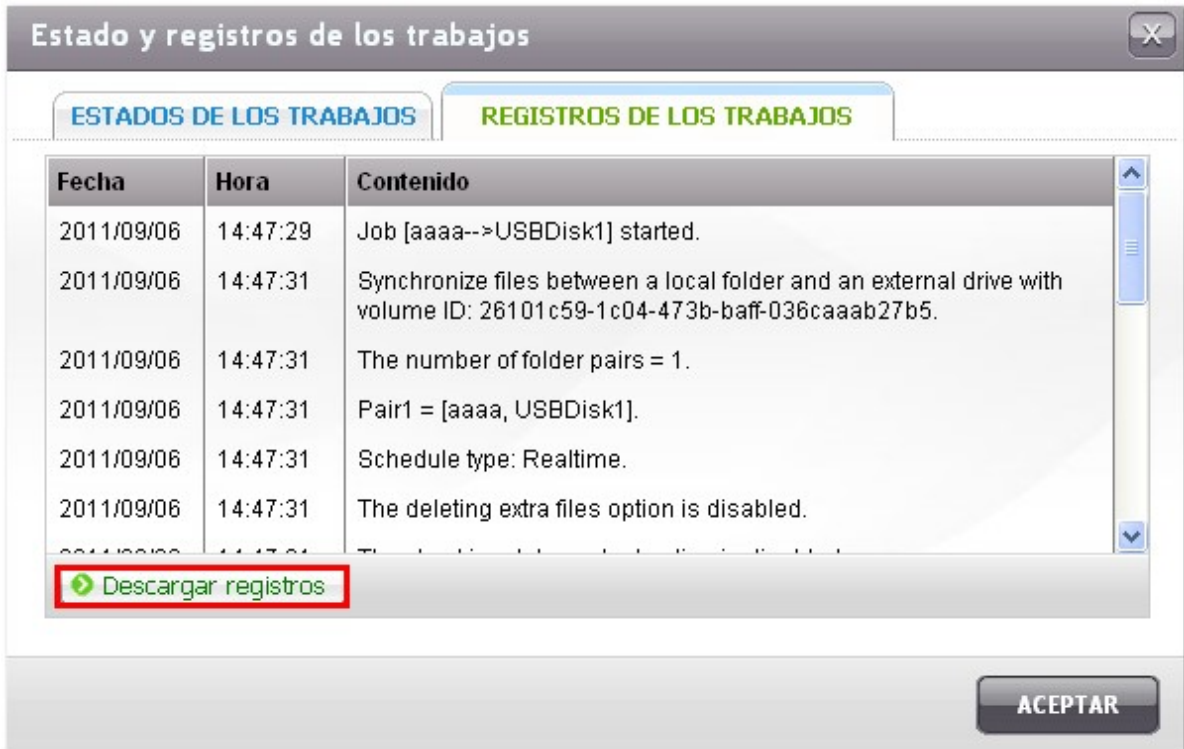 Estado y registros de los trabajos
X
ESTADOS DE LOS TRABAJOS
REGISTROS DE LOS TRABAJOS
Fecha Hora Contenido
2011/09/06 14:47:29 Job [aaaa-->USBDisk1] started.
2011/09/06 14:47:31 Synchronize files between a local folder and an external drive with
volume ID: 26101c59-1c04-473b-baff-036caaab27b5.
2011/09/06 14:47:31 The number of folder pairs = 1.
2011/09/06 14:47:31 Pair1 = [aaaa, USBDisk1].
2011/09/06 14:47:31 Schedule type: Realtime.
2011/09/06 14:47:31 The deleting extra files option is disabled.
Descargar registros
ACEPTAR